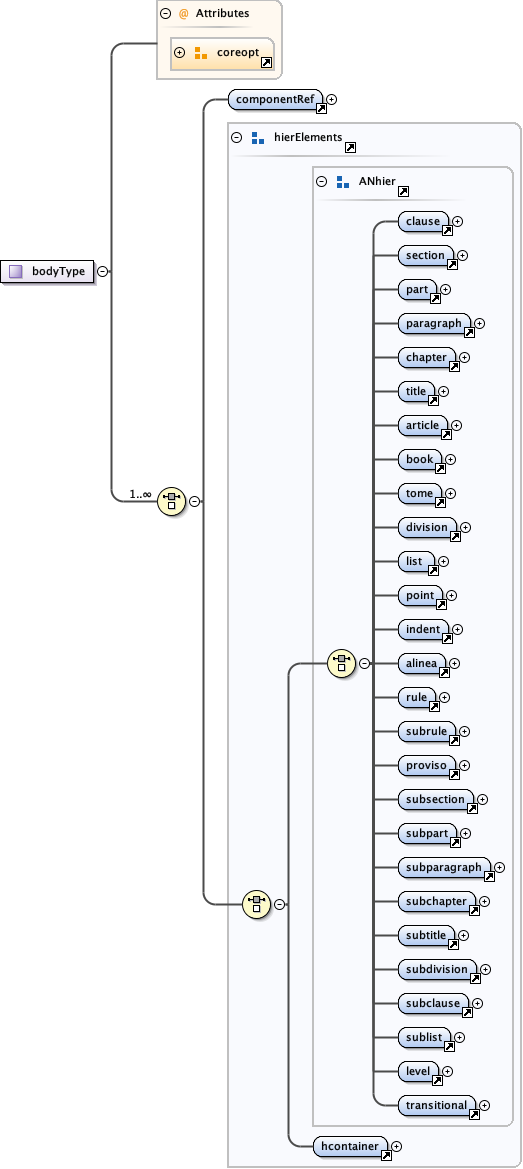 @ Attributes
coreopt
componentRef
hierElements
ANhier
clause
section
bodyType
part
paragraph
chapter
title
article
book
1..∞
tome
division
list
point
indent
alinea
rule
subrule
proviso
subsection
subpart
subparagraph
subchapter
subtitle
subdivision
subclause
sublist
level
transitional
hcontainer